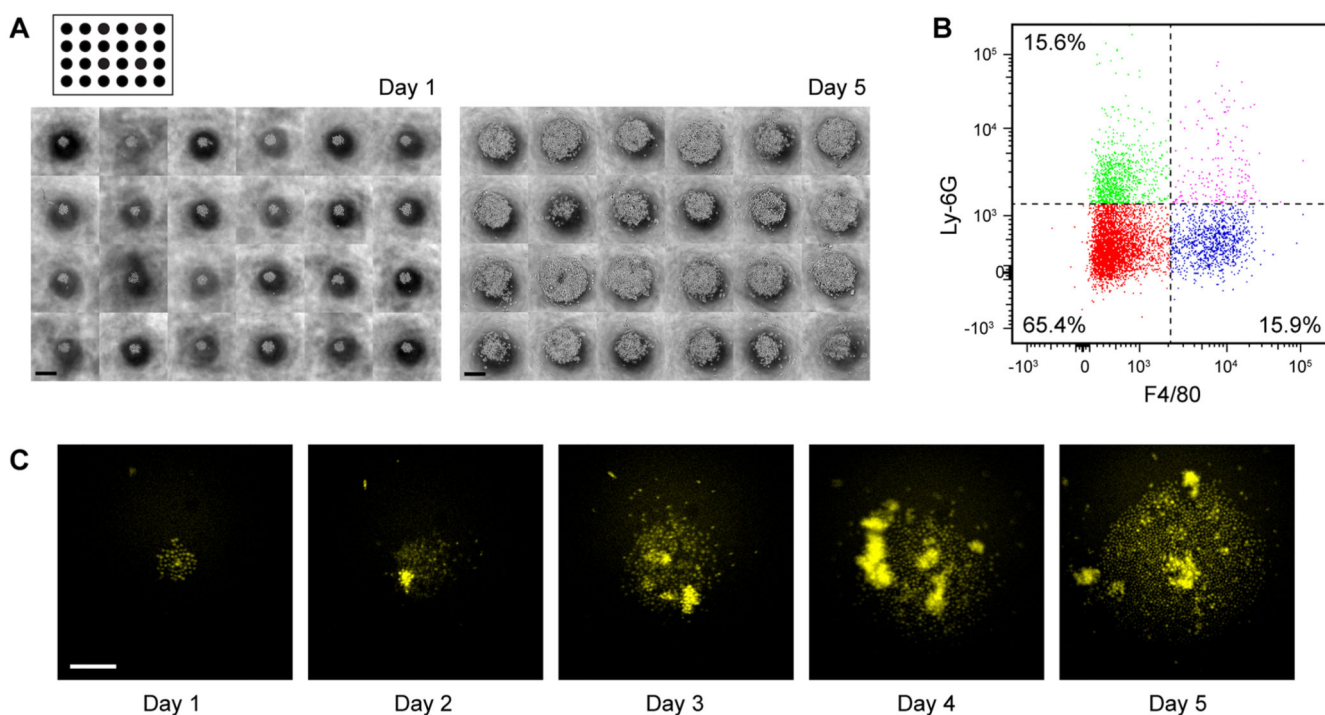 A
Day 1
Day 5
B
15.6%
65.4%
15.9%
10⁵
10⁴
10³
0
-10³
Ly-6G
-10³
0
10³
10⁴
10⁵
F4/80
C
Day 1
Day 2
Day 3
Day 4
Day 5